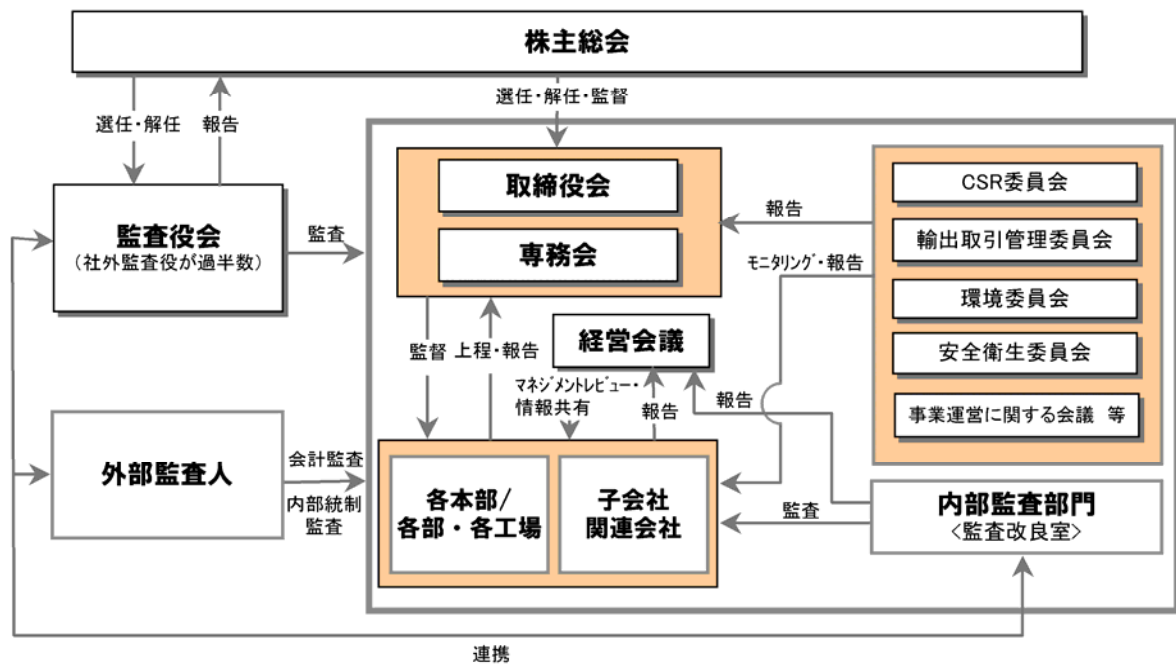 株主総会
選任・解任
報告
選任・解任・監督
監査役会
(社外監査役が過半数)
監査
取締役会
専務会
報告
モニタリング・報告
CSR委員会
輸出取引管理委員会
環境委員会
安全衛生委員会
事業運営に関する会議 等
監督
上程・報告
経営会議
マネジメントレビュー・
情報共有
報告
報告
外部監査人
会計監査
内部統制
監査
各本部/
各部・各工場
子会社
関連会社
監査
内部監査部門
<監査改良室>
連携